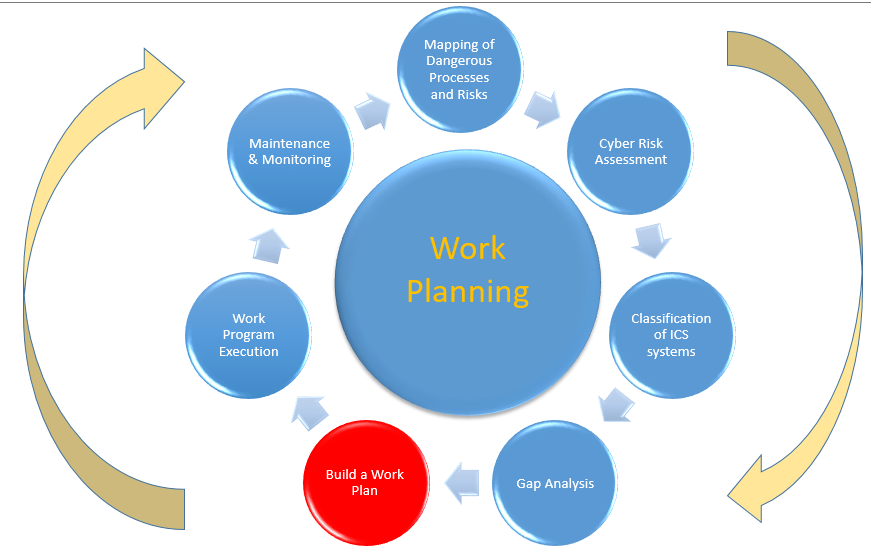 Mapping of
Dangerous
Processes
and Risks
Cyber Risk
Assessment
Classification
of ICS
systems
Gap Analysis
Build a Work
Plan
Work
Program
Execution
Maintenance
& Monitoring
Work
Planning